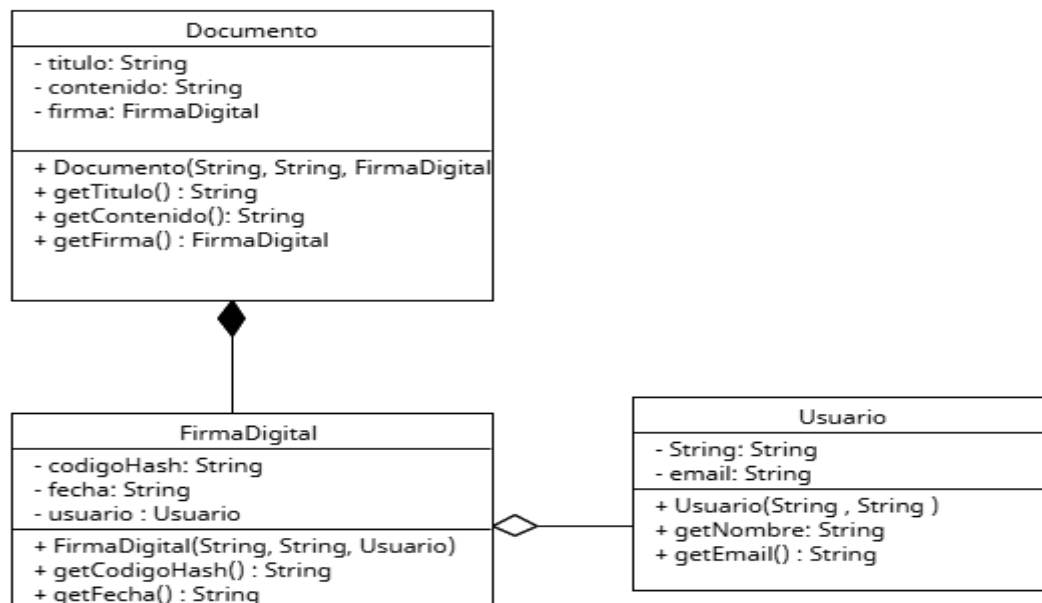 Documento
- titulo: String
- contenido: String
- firma: FirmaDigital
+ Documento(String, String, FirmaDigital
+ getTitulo() : String
+ getContenido(): String
+ getFirma() : FirmaDigital
FirmaDigital
- codigoHash: String
- fecha: String
- usuario : Usuario
+ FirmaDigital(String, String, Usuario)
+ getCodigoHash() : String
+ getFecha() : String
Usuario
- String: String
- email: String
+ Usuario(String , String )
+ getNombre: String
+ getEmail() : String